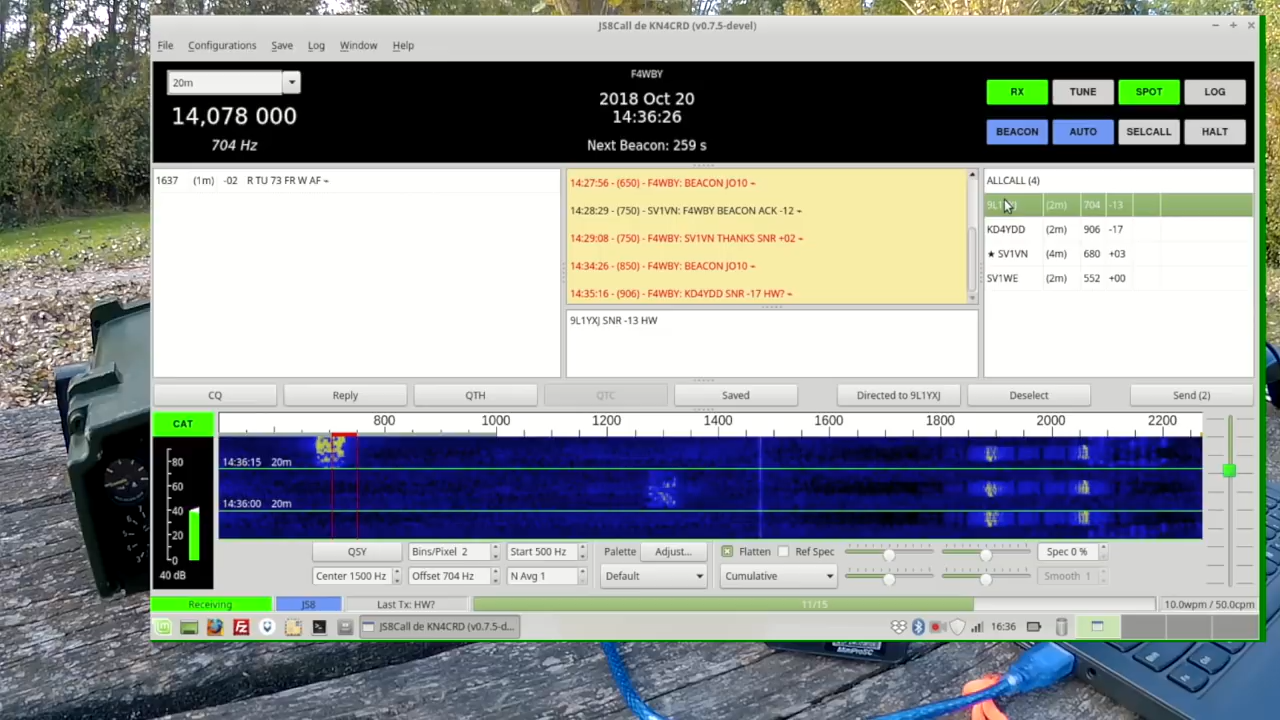 JS8Call de KN4CRD (v0.7.5-devel)
File Configurations Save Log Window Help
20m
14,078 000
704 Hz
F4WBY
2018 Oct 20
14:36:26
Next Beacon: 259 s
RX TUNE SPOT LOG
BEACON AUTO SELCALL HALT
1637 (1m) -02 R TU 73 FR W AF
14:27:56 - (650) - F4WBY: BEACON JO10
14:28:29 - (750) - SV1VN: F4WBY BEACON ACK -12
14:29:08 - (750) - F4WBY: SV1VN THANKS SNR +02
14:34:26 - (850) - F4WBY: BEACON JO10
14:35:16 - (906) - F4WBY: KD4YDD SNR -17 HW?
9L1YXJ SNR -13 HW
ALLCALL (4)
(2m) 704 -13
KD4YDD (2m) 906 -17
★ SV1VN (4m) 680 +03
SV1WE (2m) 552 +00
CQ Reply QTH QTC Saved Directed to 9L1YXJ Deselect Send (2)
CAT
800 1000 1200 1400 1600 1800 2000 2200
80
60
40
20
0
40 dB
14:36:15 20m
14:36:00 20m
QSY Bins/Pixel 2 Start 500 Hz Palette Adjust... Flatten Ref Spec Spec 0 %
Center 1500 Hz Offset 704 Hz N Avg 1 Default Cumulative Smooth 1
Receiving JS8 Last Tx: HW? 11/15 10.0wpm / 50.0cpm
JS8Call de KN4CRD (v0.7.5-d... 16:36
MiniProSC